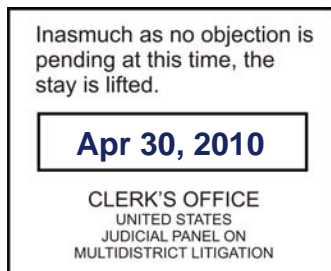 Inasmuch as no objection is
pending at this time, the
stay is lifted.
Apr 30, 2010
CLERK'S OFFICE
UNITED STATES
JUDICIAL PANEL ON
MULTIDISTRICT LITIGATION